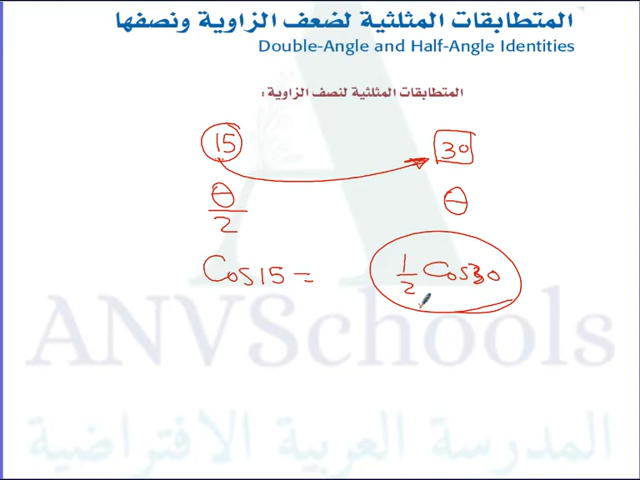 المتطابقات المثلثية لضعف الزاوية ونصفها
Double-Angle and Half-Angle Identities
المتطابقات المثلثية لنصف الزاوية :
15 30
θ/2 θ
Cos15 = 1/2 Cos30
ANVSchools
المدرسة العربية الافتراضية